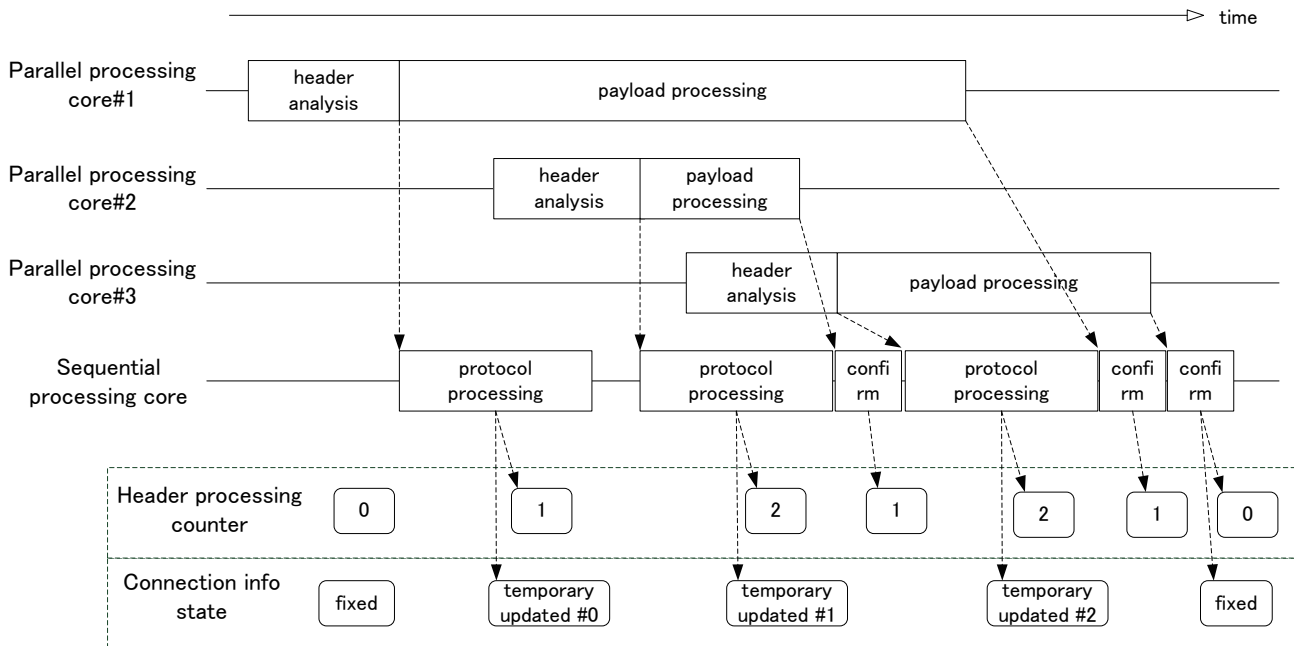 time
Parallel processing
core#1
header
analysis
payload processing
Parallel processing
core#2
header
analysis
payload
processing
Parallel processing
core#3
header
analysis
payload processing
Sequential
processing core
protocol
processing
protocol
processing
confi
rm
protocol
processing
confi
rm
confi
rm
Header processing
counter
0
1
2
1
2
1
0
Connection info
state
fixed
temporary
updated #0
temporary
updated #1
temporary
updated #2
fixed